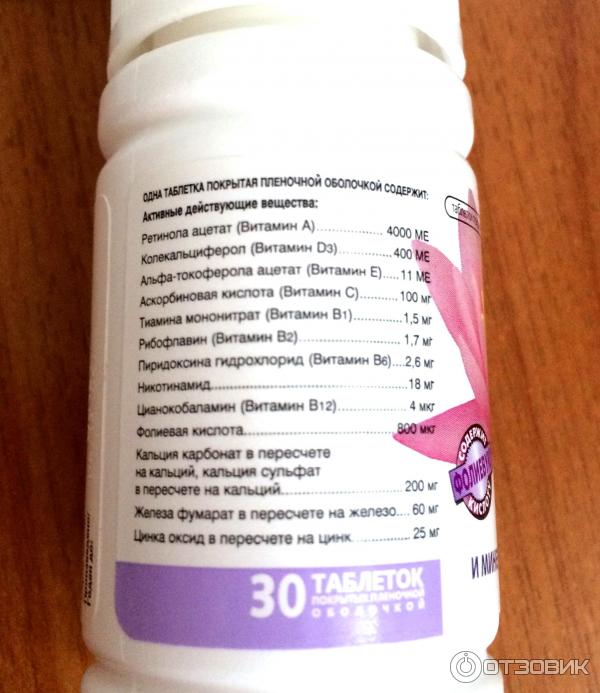 ОДНА ТАБЛЕТКА ПОКРЫТАЯ ПЛЕНОЧНОЙ ОБОЛОЧКОЙ СОДЕРЖИТ:
Активные действующие вещества:
Ретинола ацетат (Витамин А) 4000 МЕ
Колекальциферол (Витамин D3) 400 МЕ
Альфа-токоферола ацетат (Витамин Е) 11 МЕ
Аскорбиновая кислота (Витамин С) 100 мг
Тиамина мононитрат (Витамин В1) 1,5 мг
Рибофлавин (Витамин В2) 1,7 мг
Пиридоксина гидрохлорид (Витамин В6) 2,6 мг
Никотинамид 18 мг
Цианокобаламин (Витамин В12) 4 мкг
Фолиевая кислота 800 мкг
Кальция карбонат в пересчете
на кальций, кальция сульфат
в пересчете на кальций 200 мг
Железа фумарат в пересчете на железо 60 мг
Цинка оксид в пересчете на цинк 25 мг
30 ТАБЛЕТОК
ПОКРЫТЫХ ПЛЕНОЧНОЙ
ОБОЛОЧКОЙ
КИСЛОТУ
И
ОТЗОВИК